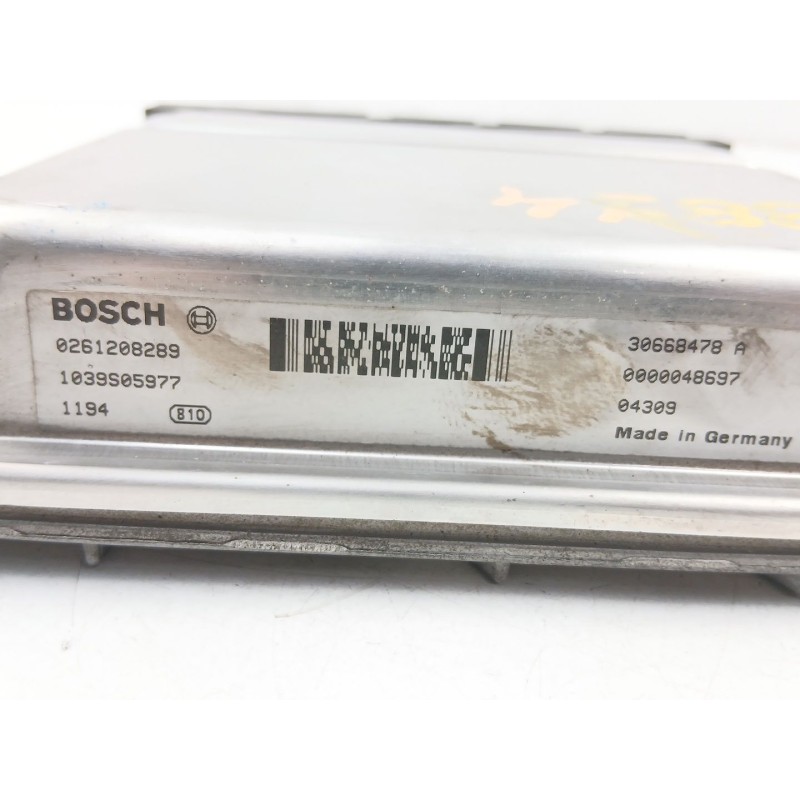 BOSCH
0261208289
1039S05977
1194 B10
30668478 A
0000048697
04309
Made in Germany